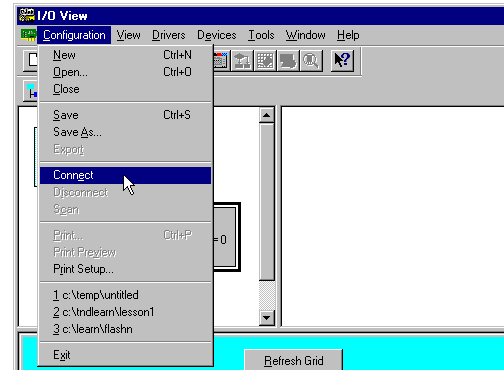 I/O View
Configuration View Drivers Devices Tools Window Help
New Ctrl+N
Open... Ctrl+O
Close
Save Ctrl+S
Save As...
Export
Connect
Disconnect
Scan
Print... Ctrl+P
Print Preview
Print Setup...
1 c:\temp\untitled
2 c:\tndlearn\lesson1
3 c:\learn\flashn
Exit
= 0
Refresh Grid